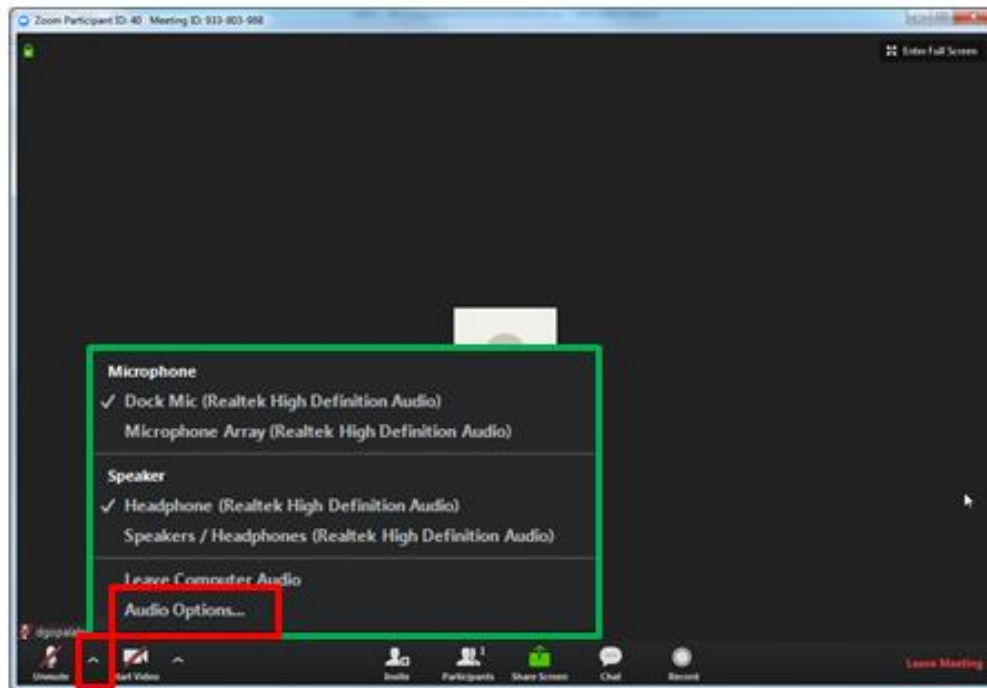 Zoom Participant ID: 40 Meeting ID: 933-803-988
Enter Full Screen
Microphone
✓ Dock Mic (Realtek High Definition Audio)
Microphone Array (Realtek High Definition Audio)
Speaker
✓ Headphone (Realtek High Definition Audio)
Speakers / Headphones (Realtek High Definition Audio)
Leave Computer Audio
Audio Options...
Unmute
Start Video
Invite
1
Participants
Share Screen
Chat
Record
Leave Meeting